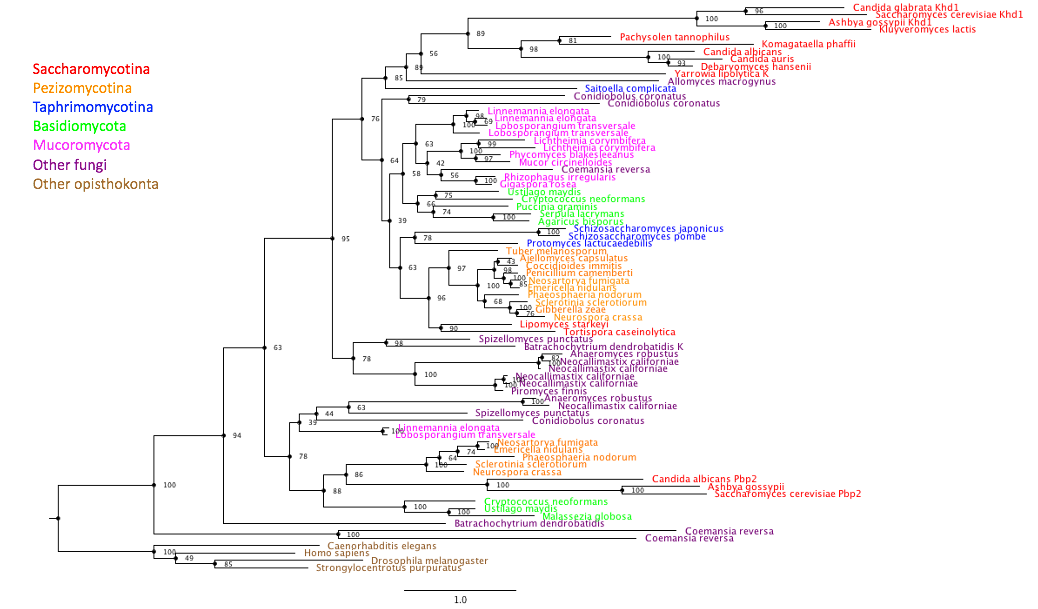 Saccharomycotina
Pezizomycotina
Taphrimomycotina
Basidiomycota
Mucoromycota
Other fungi
Other opisthokonta
Candida glabrata Khd1
96
Saccharomyces cerevisiae Khd1
100
Ashbya gossypii Khd1
100
Kluyveromyces lactis
89
Pachysolen tannophilus
81
Komagataella phaffii
98
Candida albicans
56
Candida auris
100
93
Debaryomyces hansenii
89
Yarrowia lipolytica K
85
Allomyces macrogynus
Saitoella complicata
Conidiobolus coronatus
79
Conidiobolus coronatus
76
Linnemannia elongata
98
Linnemannia elongata
69
100
Lobosporangium transversale
Lobosporangium transversale
63
Lichtheimia corymbifera
99
Lichtheimia corymbifera
100
Phycomyces blakesleeanus
97
64
42
Mucor circinelloides
Coemansia reversa
58
56
Rhizophagus irregularis
100
Gigaspora rosea
Ustilago maydis
75
Cryptococcus neoformans
66
Puccinia graminis
74
Serpula lacrymans
100
39
Agaricus bisporus
Schizosaccharomyces japonicus
100
78
Schizosaccharomyces pombe
95
Protomyces lactucaedebilis
Tuber melanosporum
Ajellomyces capsulatus
43
63
97
Coccidioides immitis
98
Penicillium camemberti
100
Neosartorya fumigata
85
100
Emericella nidulans
Phaeosphaeria nodorum
96
68
Sclerotinia sclerotiorum
100
Gibberella zeae
76
Neurospora crassa
Lipomyces starkeyi
90
Tortispora caseinolytica
Spizellomyces punctatus
98
63
Batrachochytrium dendrobatidis K
78
Anaeromyces robustus
82
100
Neocallimastix californiae
Neocallimastix californiae
100
Neocallimastix californiae
100
Neocallimastix californiae
Piromyces finnis
Anaeromyces robustus
100
63
Neocallimastix californiae
44
Spizellomyces punctatus
39
Conidiobolus coronatus
Linnemannia elongata
94
Lobosporangium transversale
Neosartorya fumigata
100
74
Emericella nidulans
78
64
Phaeosphaeria nodorum
100
Sclerotinia sclerotiorum
86
Neurospora crassa
Candida albicans Pbp2
100
100
Ashbya gossypii
88
100
Saccharomyces cerevisiae Pbp2
Cryptococcus neoformans
100
Ustilago maydis
100
Malassezia globosa
Batrachochytrium dendrobatidis
Coemansia reversa
100
Coemansia reversa
Caenorhabditis elegans
100
Homo sapiens
49
Drosophila melanogaster
85
Strongylocentrotus purpuratus
1.0